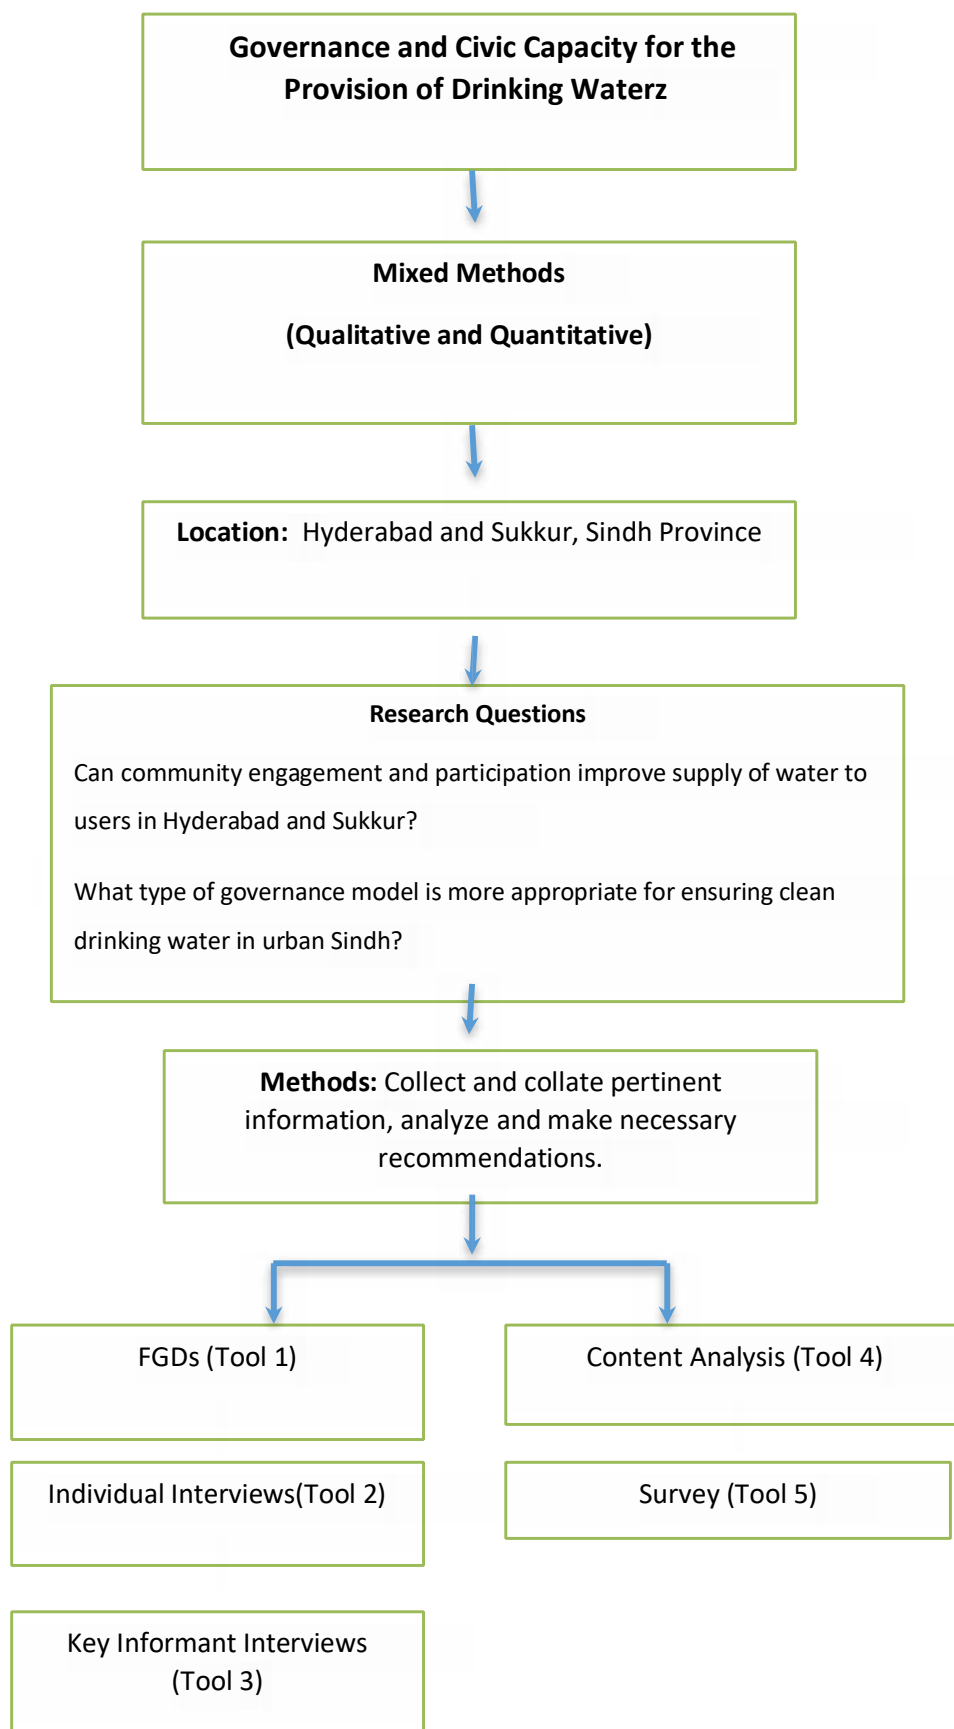 Governance and Civic Capacity for the
Provision of Drinking Waterz
Mixed Methods
(Qualitative and Quantitative)
Location: Hyderabad and Sukkur, Sindh Province
Research Questions
Can community engagement and participation improve supply of water to
users in Hyderabad and Sukkur?
What type of governance model is more appropriate for ensuring clean
drinking water in urban Sindh?
Methods: Collect and collate pertinent
information, analyze and make necessary
recommendations.
FGDs (Tool 1)
Content Analysis (Tool 4)
Individual Interviews(Tool 2)
Survey (Tool 5)
Key Informant Interviews
(Tool 3)